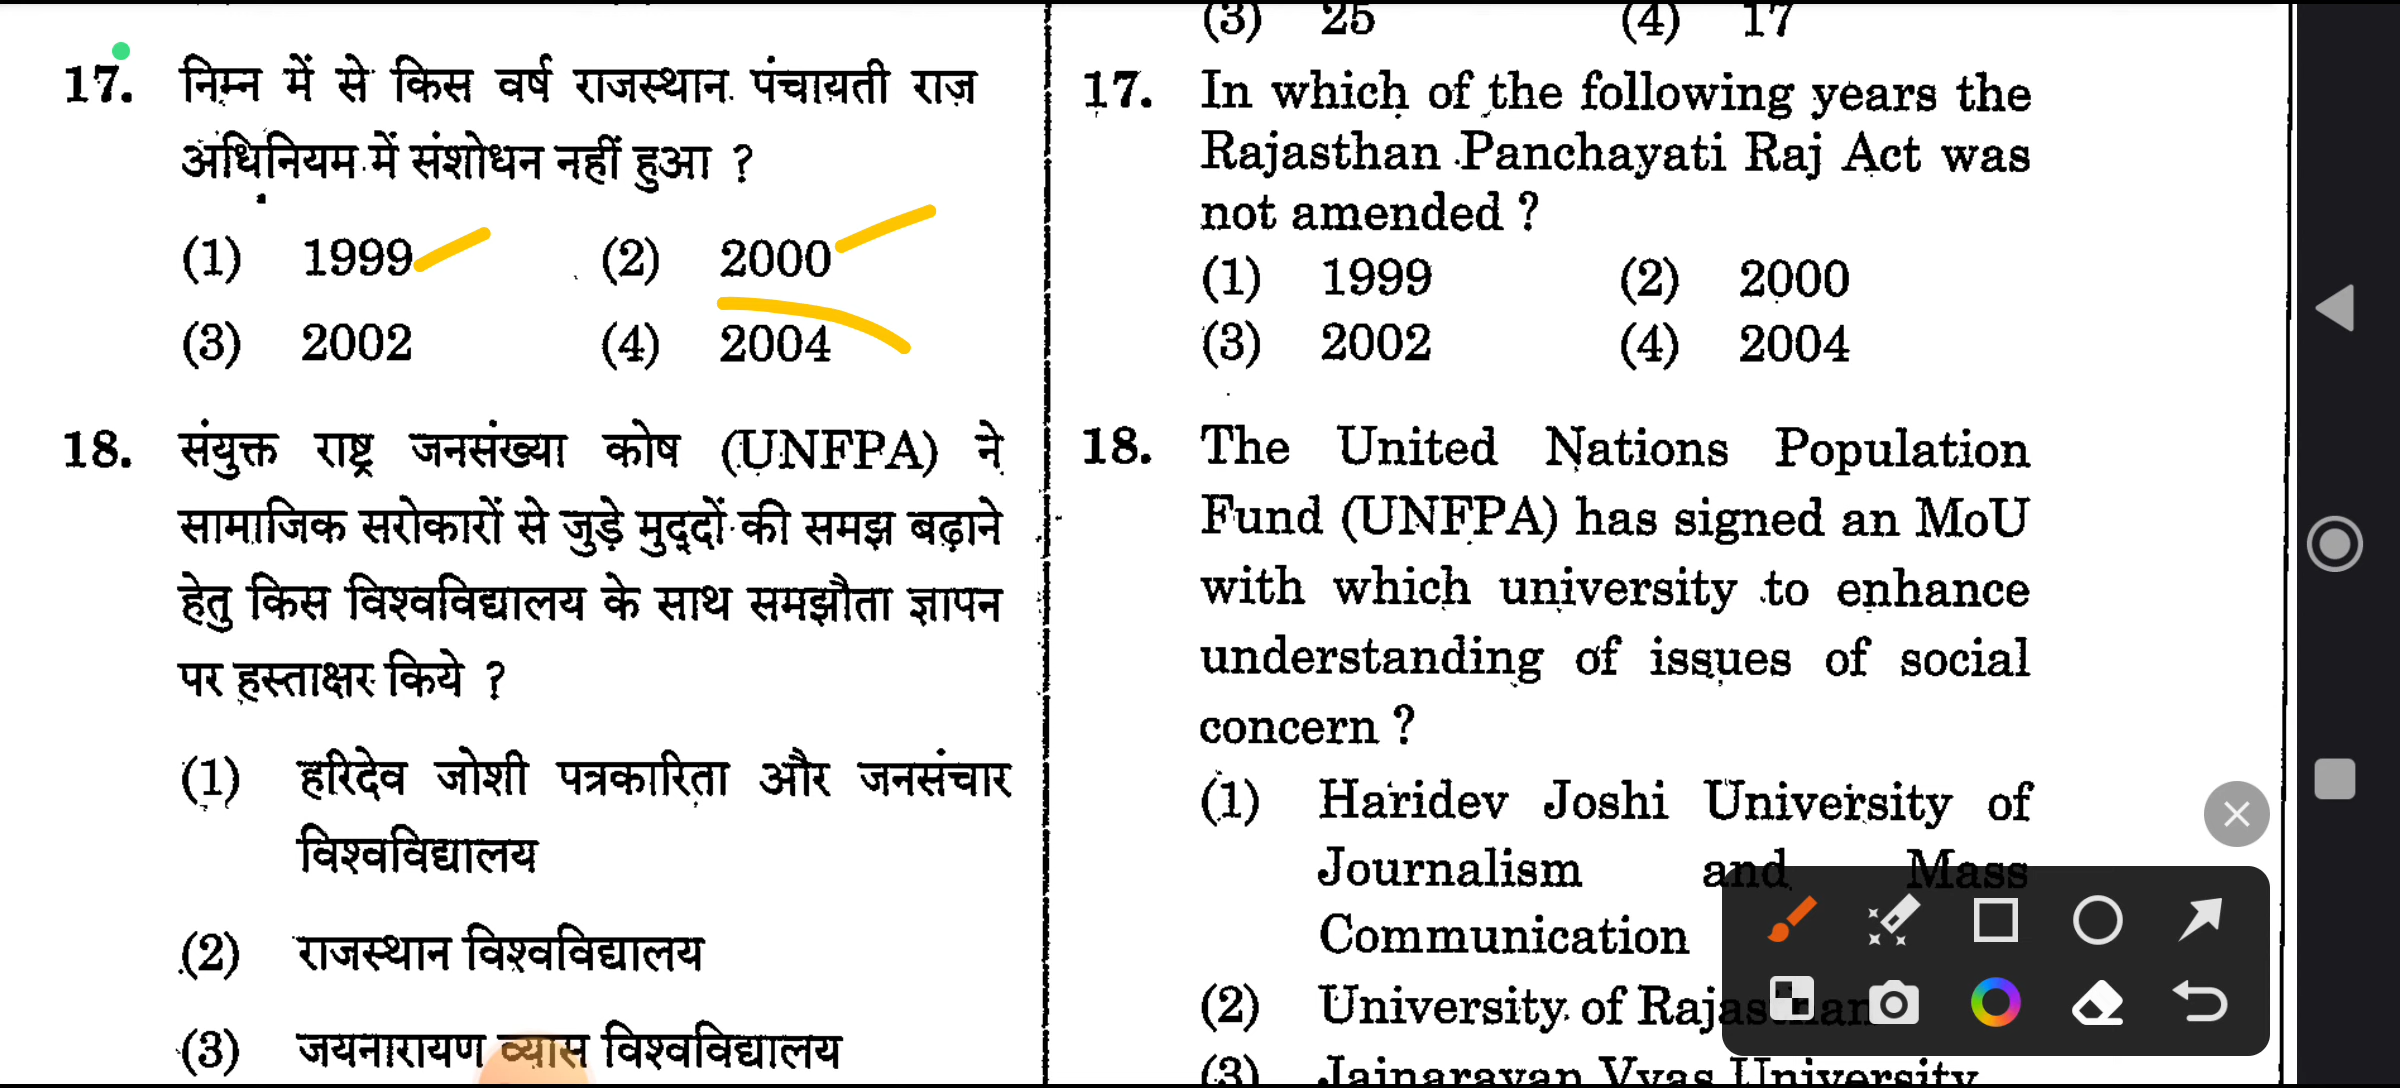 17. निम्न में से किस वर्ष राजस्थान पंचायती राज
अधिनियम में संशोधन नहीं हुआ ?
(1) 1999 (2) 2000
(3) 2002 (4) 2004
18. संयुक्त राष्ट्र जनसंख्या कोष (UNFPA) ने
सामाजिक सरोकारों से जुड़े मुद्दों की समझ बढ़ाने
हेतु किस विश्वविद्यालय के साथ समझौता ज्ञापन
पर हस्ताक्षर किये ?
(1) हरिदेव जोशी पत्रकारिता और जनसंचार
विश्वविद्यालय
(2) राजस्थान विश्वविद्यालय
(3) जयनारायण व्यास विश्वविद्यालय
(3) 25 (4) 17
17. In which of the following years the
Rajasthan Panchayati Raj Act was
not amended ?
(1) 1999 (2) 2000
(3) 2002 (4) 2004
18. The United Nations Population
Fund (UNFPA) has signed an MoU
with which university to enhance
understanding of issues of social
concern ?
(1) Haridev Joshi University of
Journalism and Mass
Communication
(2) University of Rajasthan
(3) Jainarayan Vyas University